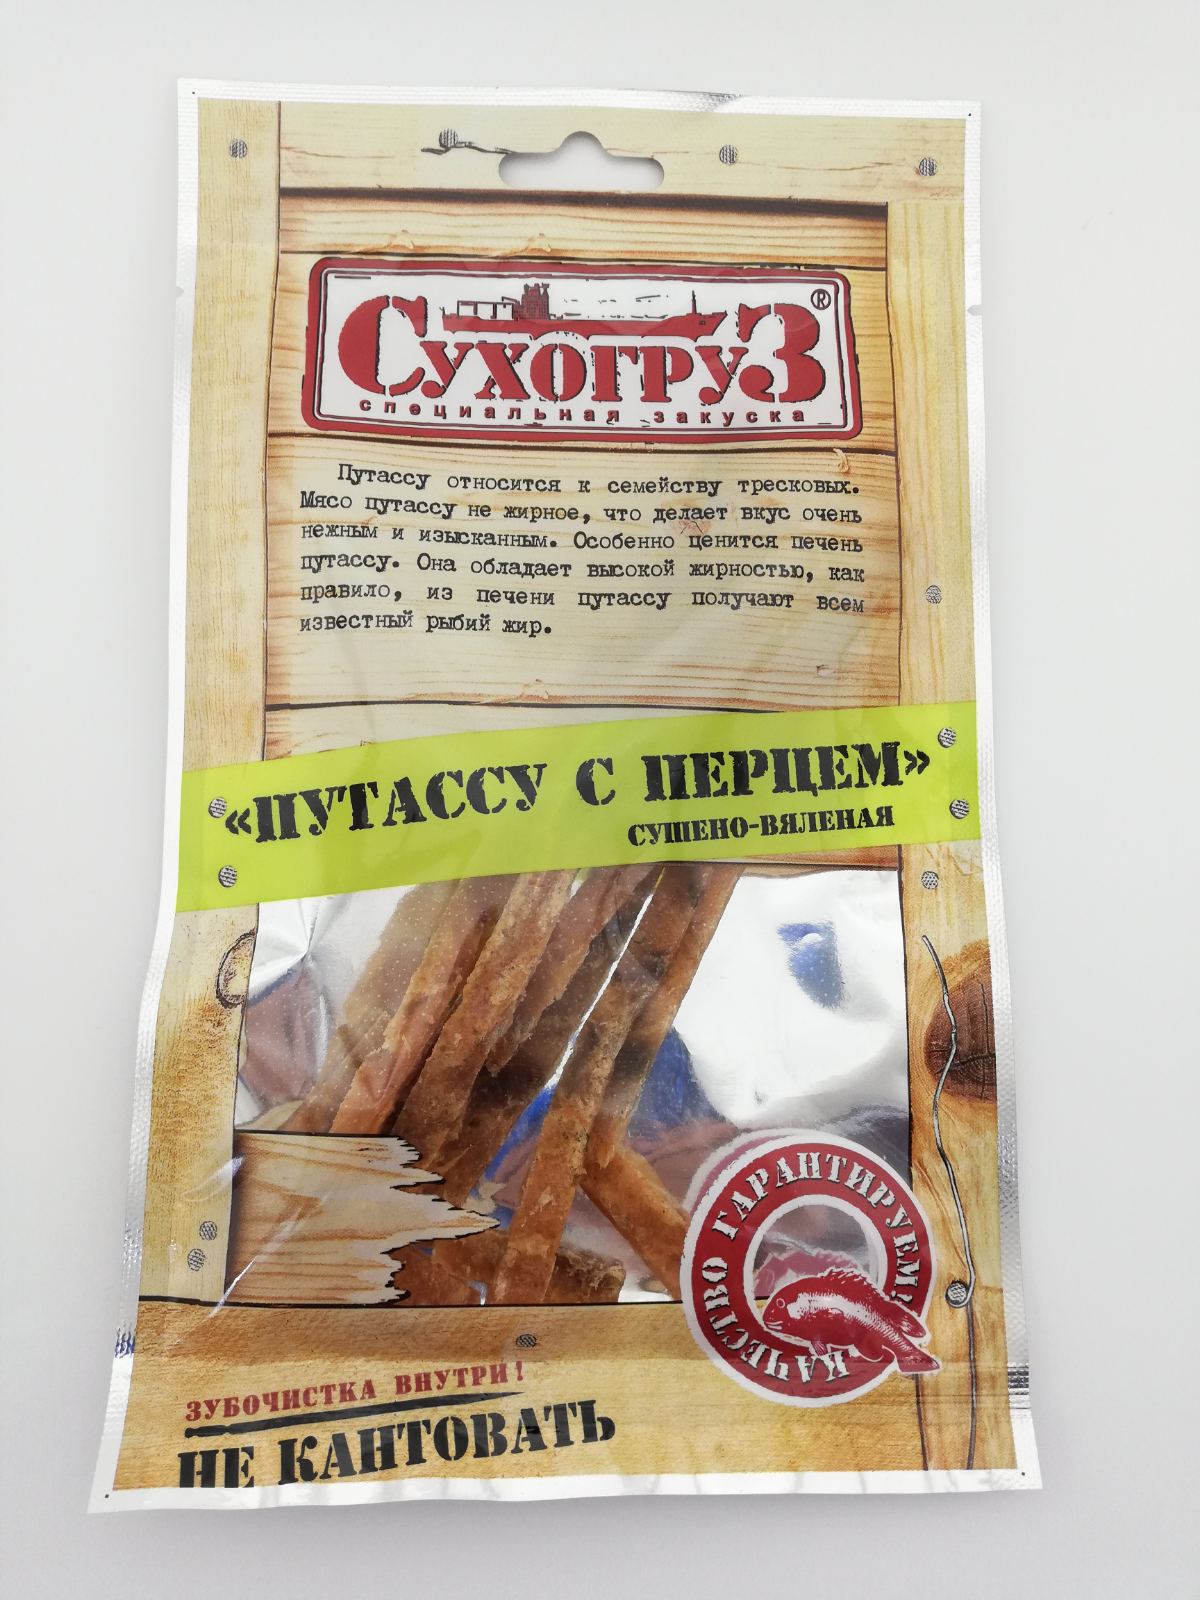 СУХОГРУЗ®
специальная закуска
Путассу относится к семейству тресковых.
Мясо путассу не жирное, что делает вкус очень
нежным и изысканным. Особенно ценится печень
путассу. Она обладает высокой жирностью, как
правило, из печени путассу получают всем
известный рыбий жир.
«ПУТАССУ С ПЕРЦЕМ»
СУШЕНО-ВЯЛЕНАЯ
КАЧЕСТВО ГАРАНТИРУЕМ!
ЗУБОЧИСТКА ВНУТРИ!
НЕ КАНТОВАТЬ